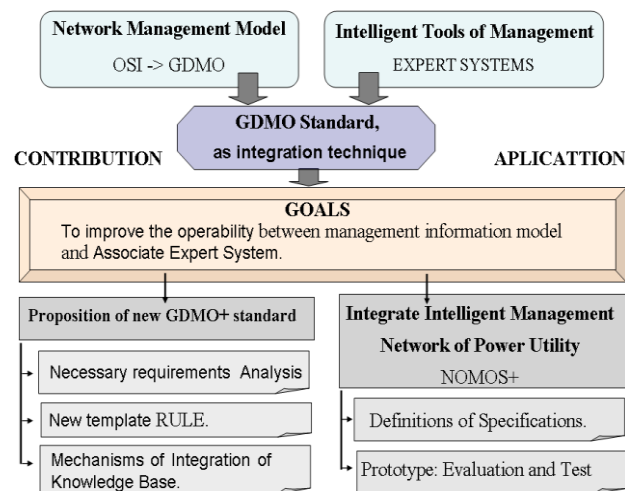 Network Management Model
OSI -> GDMO
Intelligent Tools of Management
EXPERT SYSTEMS
GDMO Standard,
as integration technique
CONTRIBUTION
APLICATTION
GOALS
To improve the operability between management information model
and Associate Expert System.
Proposition of new GDMO+ standard
Necessary requirements Analysis
New template RULE.
Mechanisms of Integration of
Knowledge Base.
Integrate Intelligent Management
Network of Power Utility
NOMOS+
Definitions of Specifications.
Prototype: Evaluation and Test